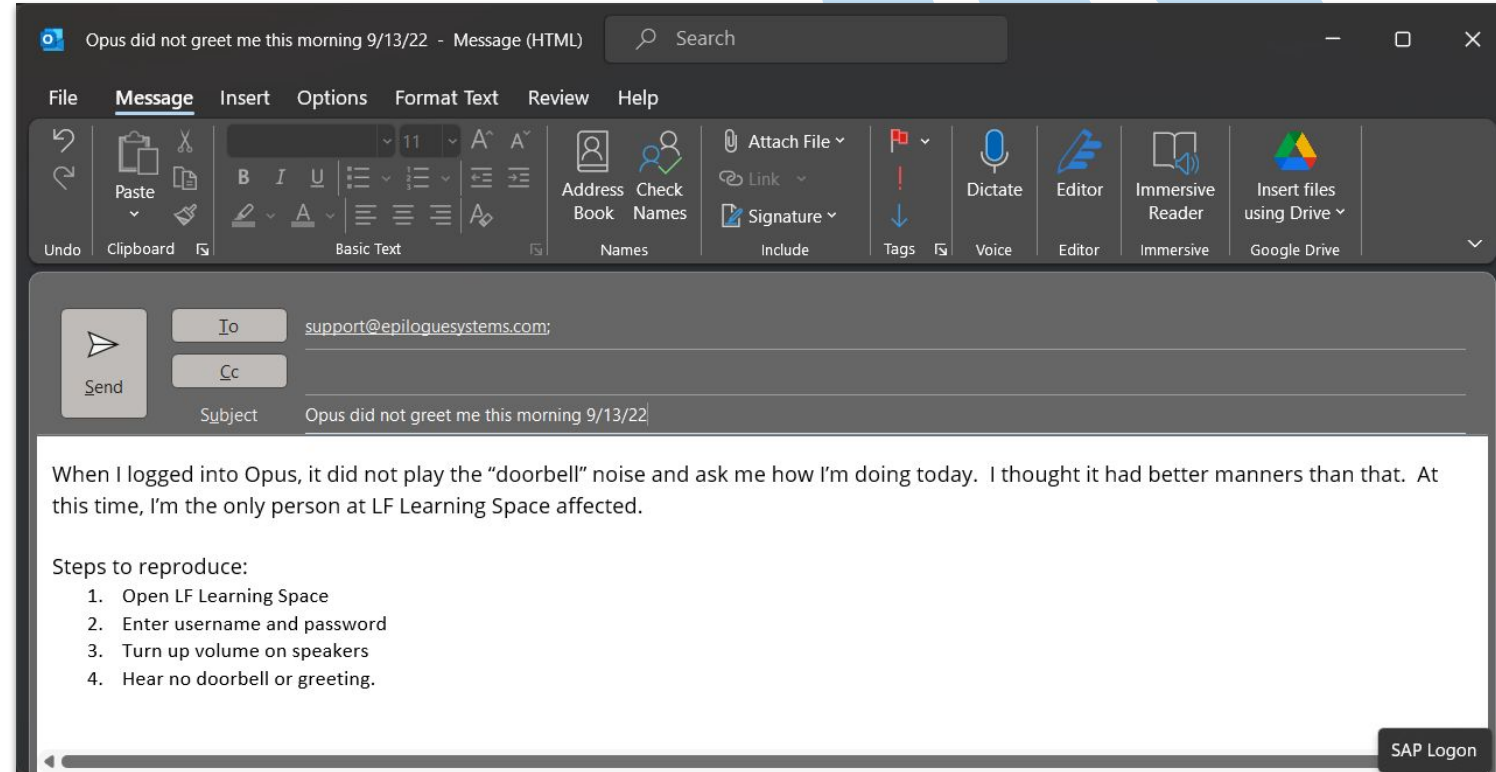 Opus did not greet me this morning 9/13/22 - Message (HTML)
Search
File Message Insert Options Format Text Review Help
11
Paste
B I U
Address Book
Check Names
Attach File
Link
Signature
Dictate
Editor
Immersive Reader
Insert files using Drive
Undo Clipboard Basic Text Names Include Tags Voice Editor Immersive Google Drive
Send
To support@epiloguesystems.com;
Cc
Subject Opus did not greet me this morning 9/13/22
When I logged into Opus, it did not play the “doorbell” noise and ask me how I’m doing today. I thought it had better manners than that. At
this time, I’m the only person at LF Learning Space affected.
Steps to reproduce:
1. Open LF Learning Space
2. Enter username and password
3. Turn up volume on speakers
4. Hear no doorbell or greeting.
SAP Logon